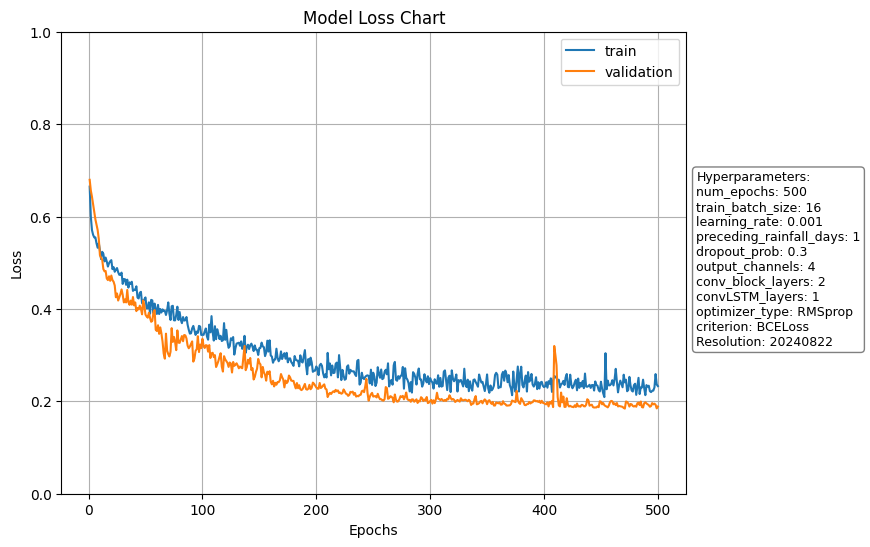 Model Loss Chart
1.0
0.8
0.6
0.4
0.2
0.0
Loss
0
100
200
300
400
500
Epochs
train
validation
Hyperparameters:
num_epochs: 500
train_batch_size: 16
learning_rate: 0.001
preceding_rainfall_days: 1
dropout_prob: 0.3
output_channels: 4
conv_block_layers: 2
convLSTM_layers: 1
optimizer_type: RMSprop
criterion: BCELoss
Resolution: 20240822